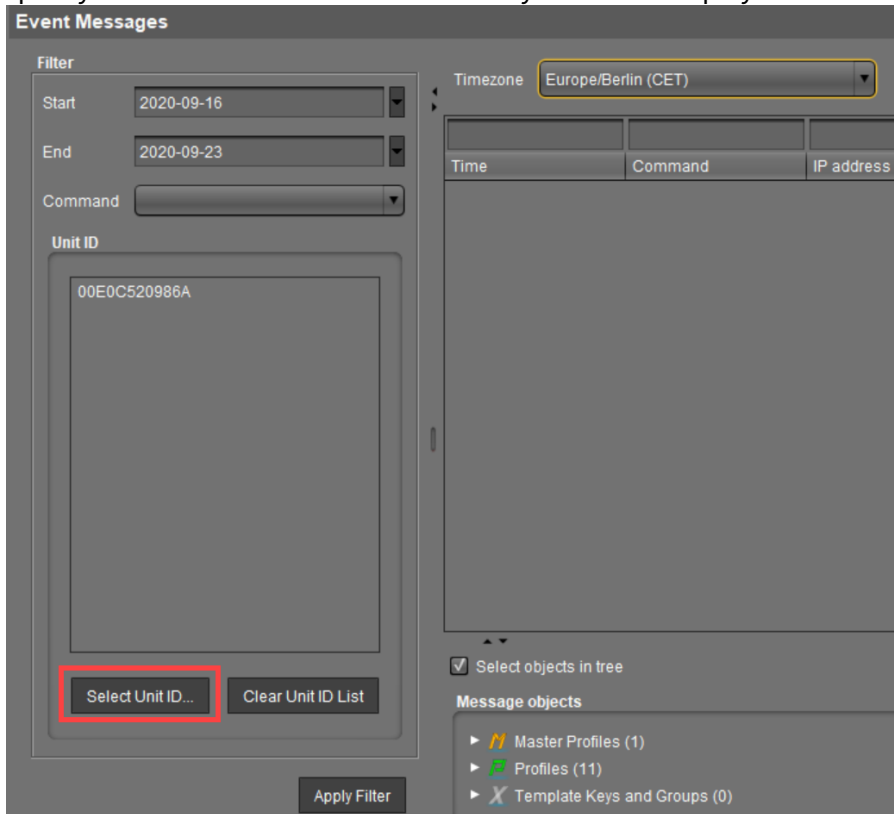 Event Messages
Filter
Start 2020-09-16
End 2020-09-23
Command
Unit ID
00E0C520986A
Select Unit ID...
Clear Unit ID List
Apply Filter
Timezone Europe/Berlin (CET)
Time Command IP address
Select objects in tree
Message objects
Master Profiles (1)
Profiles (11)
Template Keys and Groups (0)